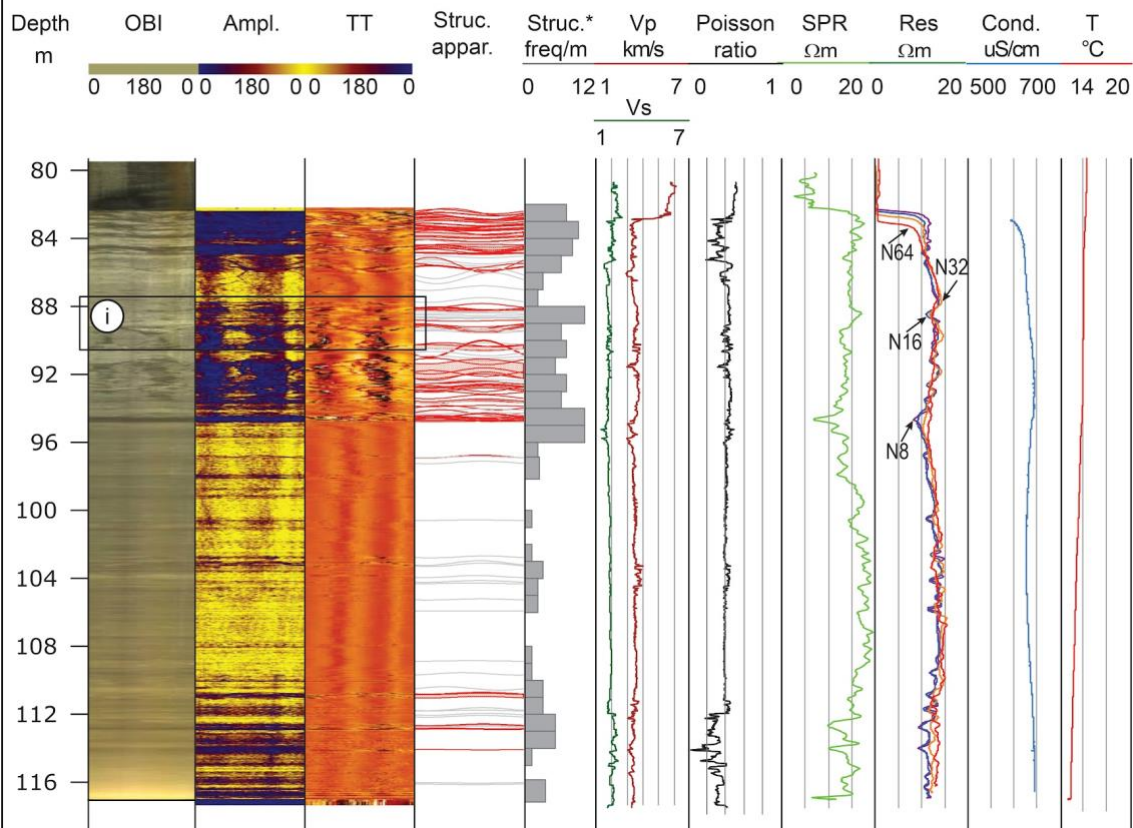 Depth OBI Ampl. TT Struc. Struc.* Vp Poisson SPR Res Cond. T
m appar. freq/m km/s ratio Ωm Ωm uS/cm °C
0 180 0 0 180 0 0 180 0 0 12 1 7 0 1 0 20 0 20 500 700 14 20
Vs
1 7
80
84
N64
N32
88
i
N16
92
96
N8
100
104
108
112
116